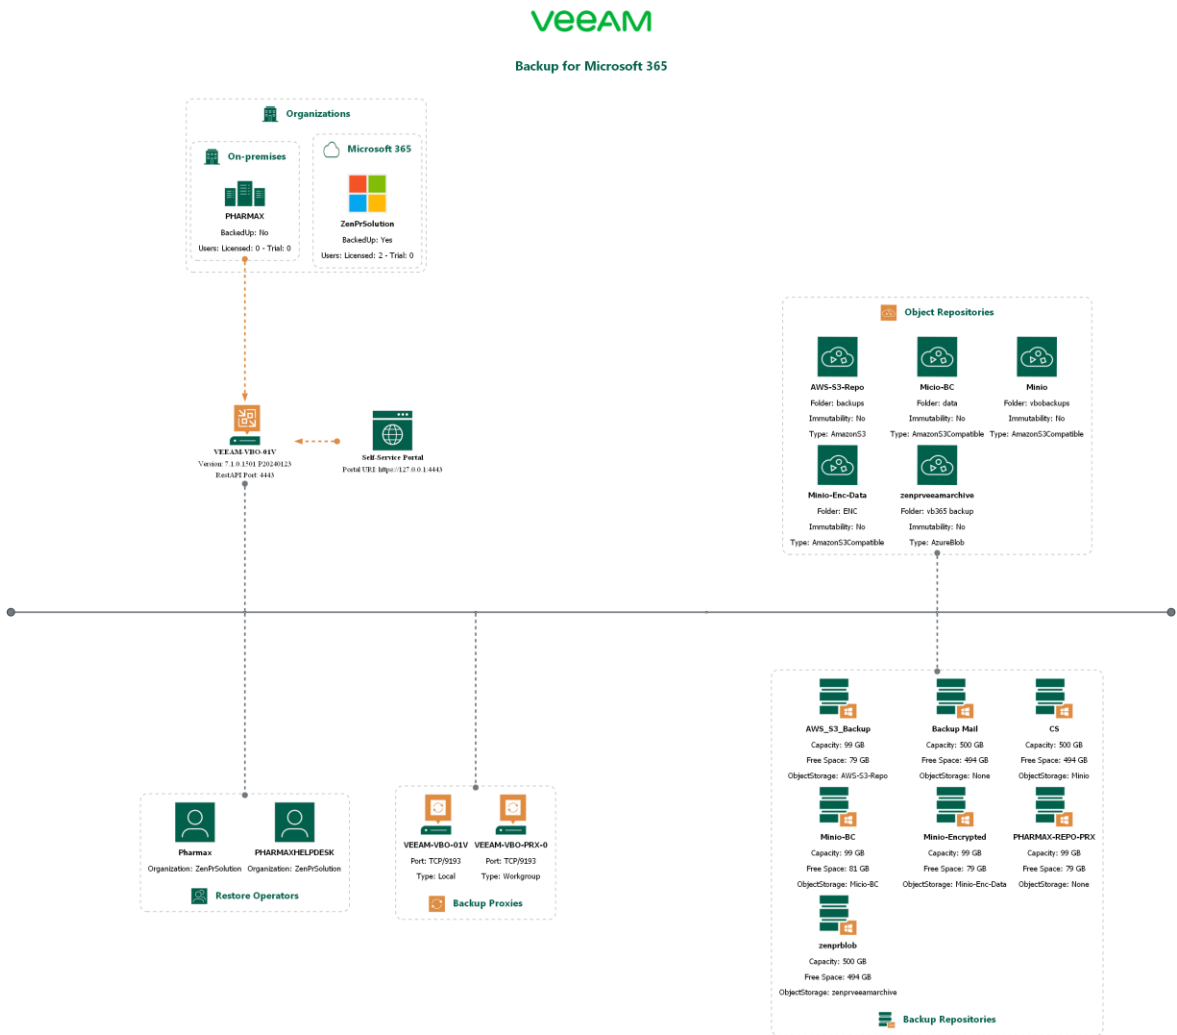 veeam
Backup for Microsoft 365
Organizations
On-premises
PHARMAX
BackedUp: No
Users: Licensed: 0 - Trial: 0
Microsoft 365
ZenPrSolution
BackedUp: Yes
Users: Licensed: 2 - Trial: 0
VEEAM-VBO-01V
Version: 7.1.0.1501 P20240123
RestAPI Port: 4443
Self-Service Portal
Portal URI: https://127.0.0.1:4443
Object Repositories
AWS-S3-Repo
Folder: backups
Immutability: No
Type: AmazonS3
Micio-BC
Folder: data
Immutability: No
Type: AmazonS3Compatible
Minio
Folder: vbobackups
Immutability: No
Type: AmazonS3Compatible
Minio-Enc-Data
Folder: ENC
Immutability: No
Type: AmazonS3Compatible
zenprveeamarchive
Folder: vb365 backup
Immutability: No
Type: AzureBlob
Pharmax
Organization: ZenPrSolution
PHARMAXHELPDESK
Organization: ZenPrSolution
Restore Operators
VEEAM-VBO-01V
Port: TCP/9193
Type: Local
VEEAM-VBO-PRX-0
Port: TCP/9193
Type: Workgroup
Backup Proxies
AWS_S3_Backup
Capacity: 99 GB
Free Space: 79 GB
ObjectStorage: AWS-S3-Repo
Backup Mail
Capacity: 500 GB
Free Space: 494 GB
ObjectStorage: None
CS
Capacity: 500 GB
Free Space: 494 GB
ObjectStorage: Minio
Minio-BC
Capacity: 99 GB
Free Space: 81 GB
ObjectStorage: Micio-BC
Minio-Encrypted
Capacity: 99 GB
Free Space: 79 GB
ObjectStorage: Minio-Enc-Data
PHARMAX-REPO-PRX
Capacity: 99 GB
Free Space: 79 GB
ObjectStorage: None
zenprblob
Capacity: 500 GB
Free Space: 494 GB
ObjectStorage: zenprveeamarchive
Backup Repositories